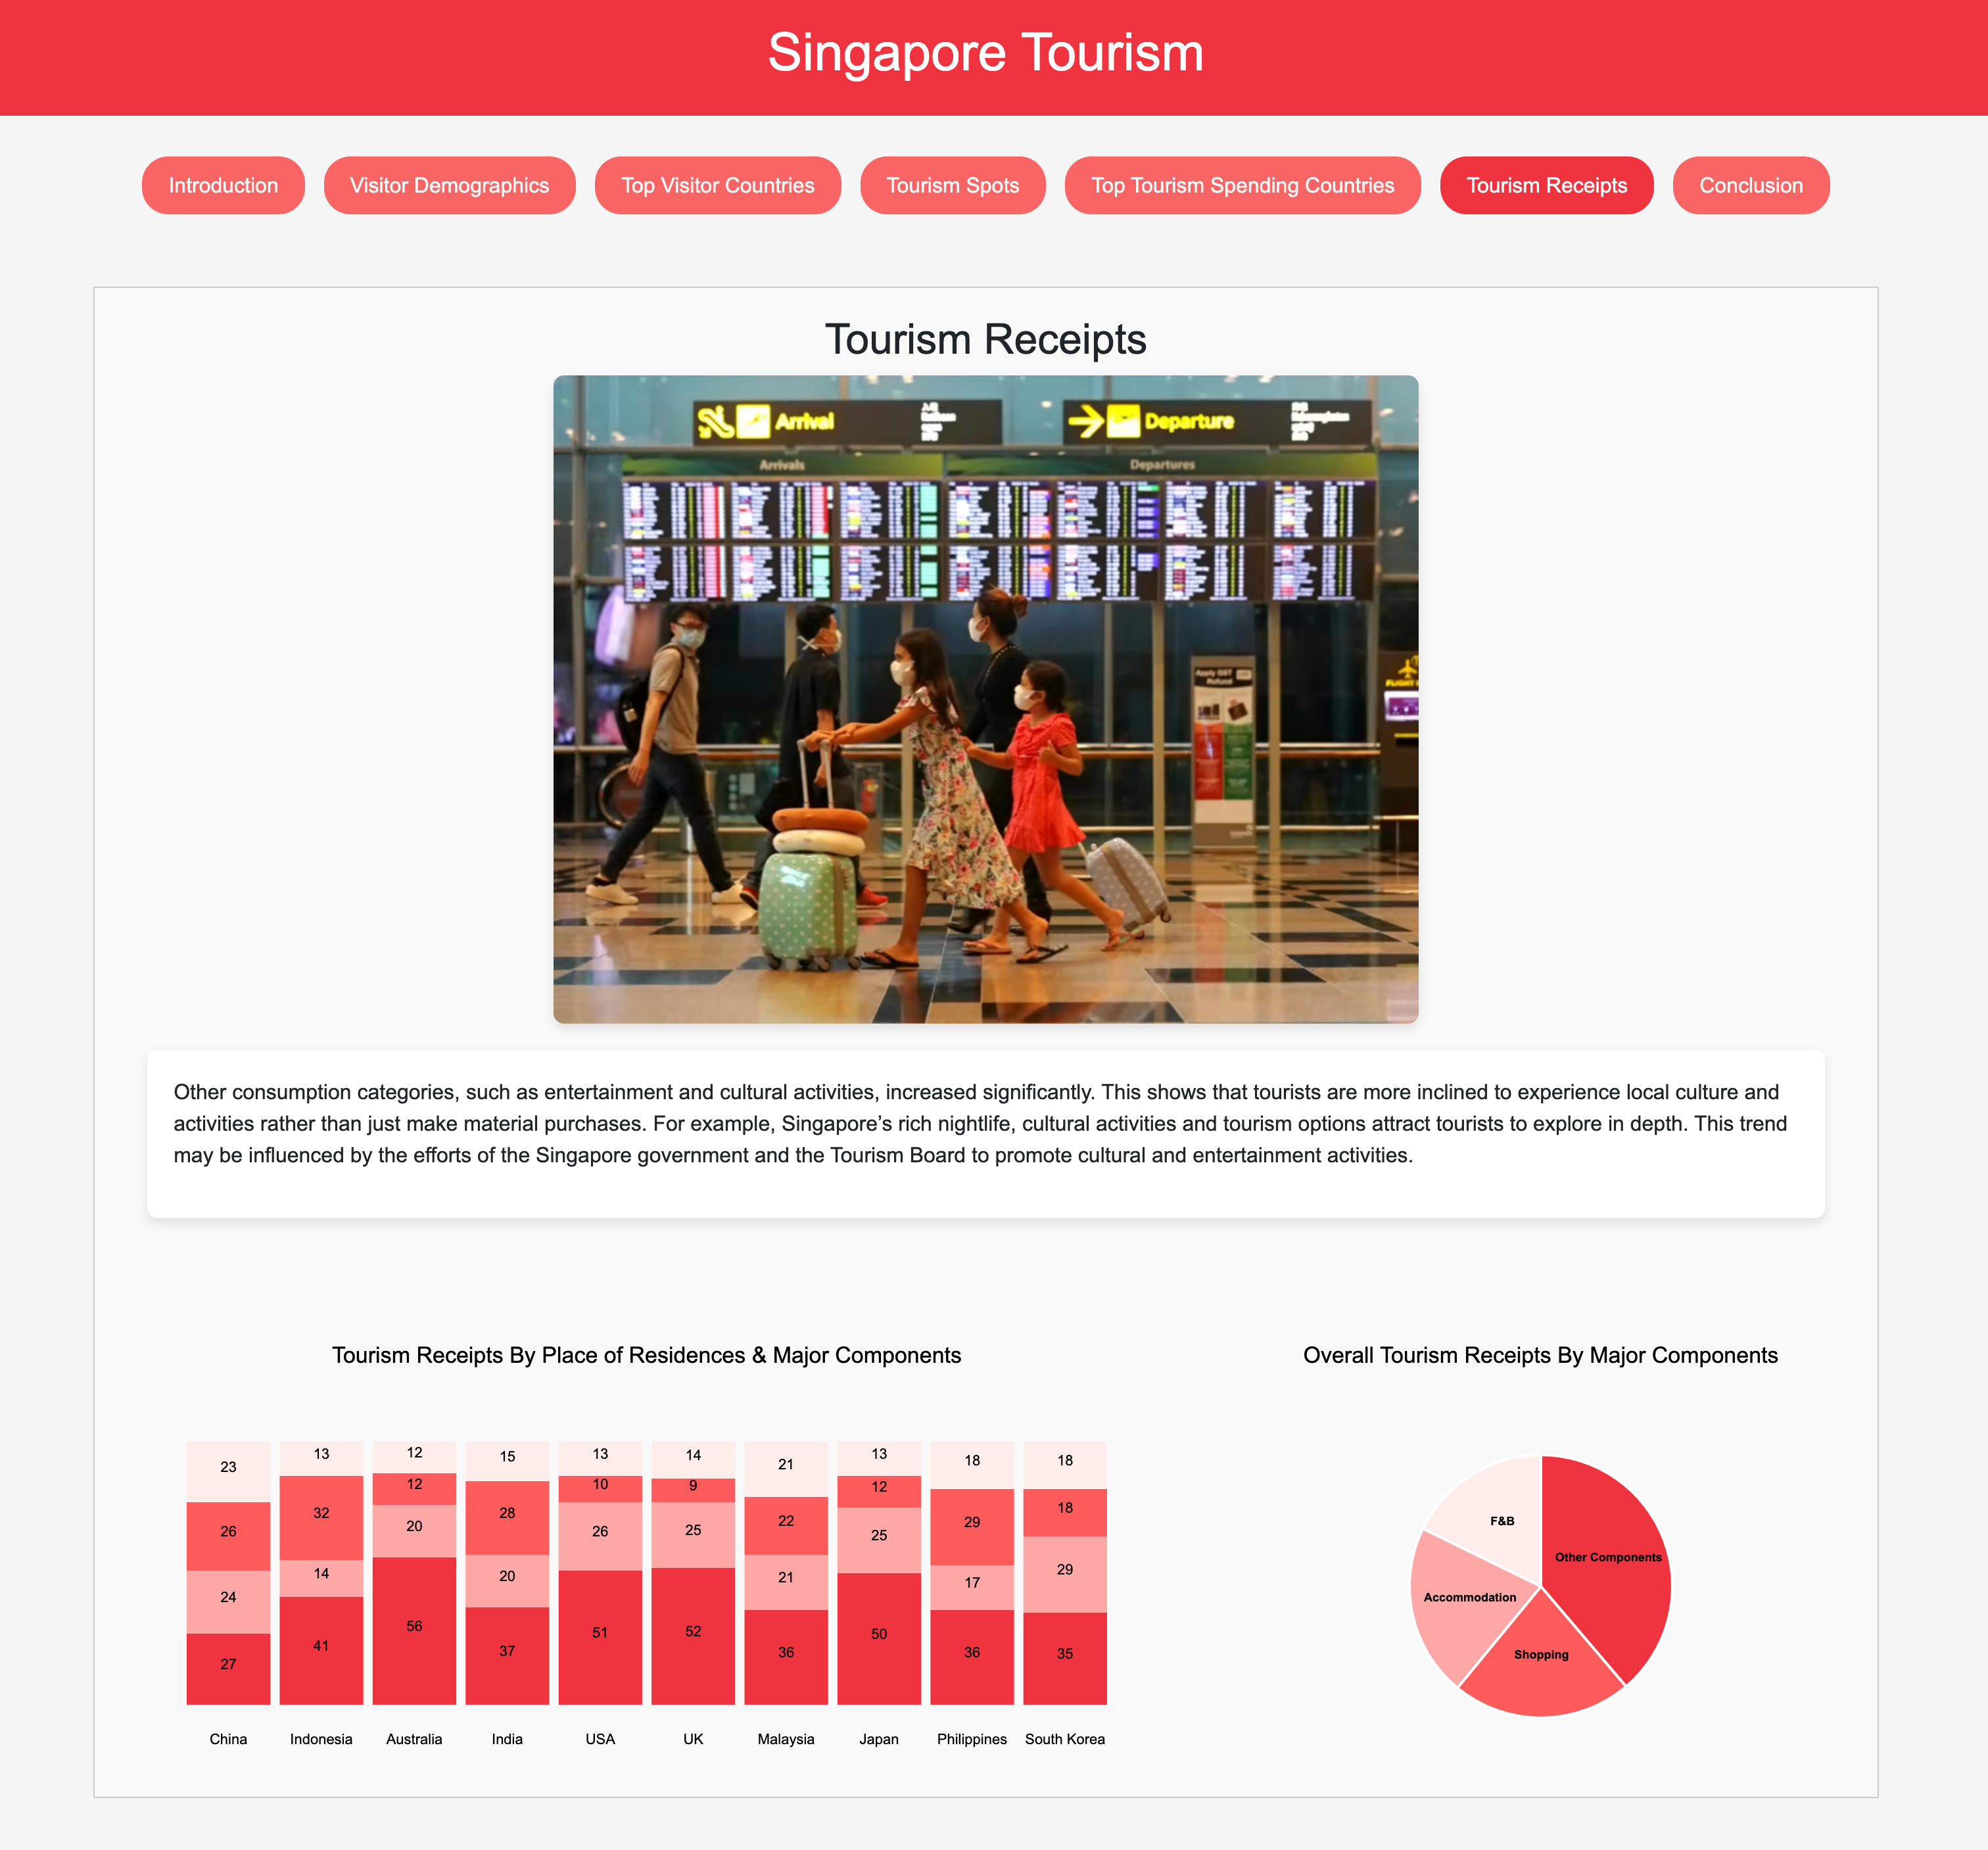 Singapore Tourism
Introduction
Visitor Demographics
Top Visitor Countries
Tourism Spots
Top Tourism Spending Countries
Tourism Receipts
Conclusion
Tourism Receipts
Arrival
Departure
Arrivals
Departures
Apply GST
Refund
Other consumption categories, such as entertainment and cultural activities, increased significantly. This shows that tourists are more inclined to experience local culture and
activities rather than just make material purchases. For example, Singapore’s rich nightlife, cultural activities and tourism options attract tourists to explore in depth. This trend
may be influenced by the efforts of the Singapore government and the Tourism Board to promote cultural and entertainment activities.
Tourism Receipts By Place of Residences & Major Components
23 13 12 15 13 14 21 13 18 18
26 32 12 28 10 9 22 12 29 18
24 14 20 20 26 25 21 25 17 29
27 41 56 37 51 52 36 50 36 35
China Indonesia Australia India USA UK Malaysia Japan Philippines South Korea
Overall Tourism Receipts By Major Components
F&B
Other Components
Accommodation
Shopping